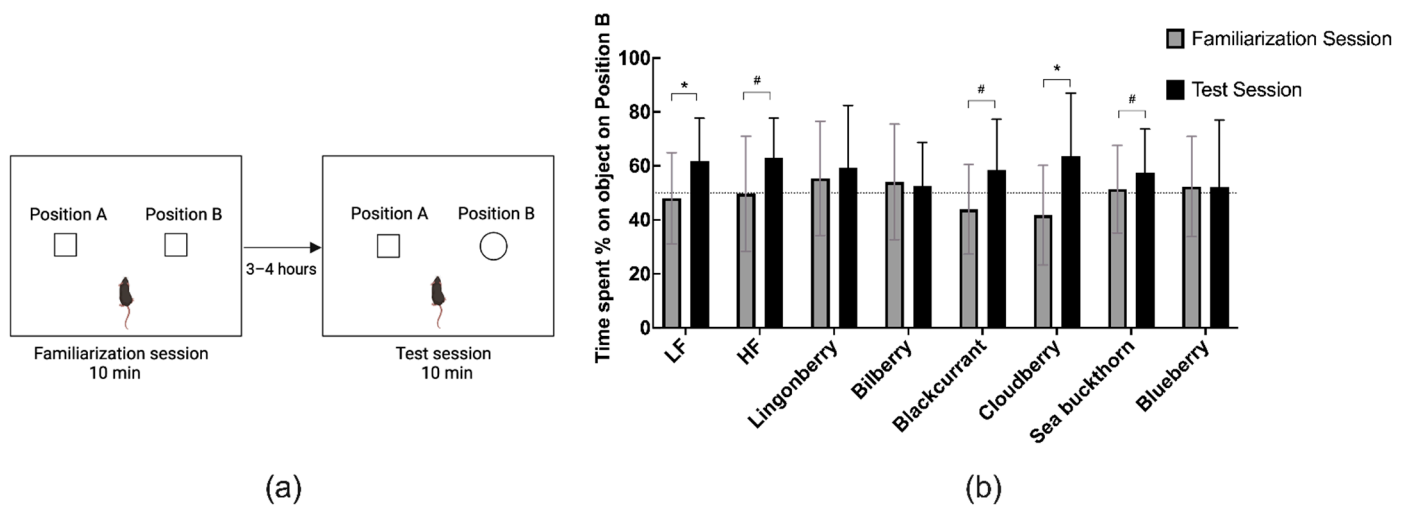 Position A Position B
Familiarization session
10 min
3–4 hours
Position A Position B
Test session
10 min
(a)
Time spent % on object on Position B
100
80
60
40
20
0
* # # * #
Familiarization Session
Test Session
LF
HF
Lingonberry
Bilberry
Blackcurrant
Cloudberry
Sea buckthorn
Blueberry
(b)